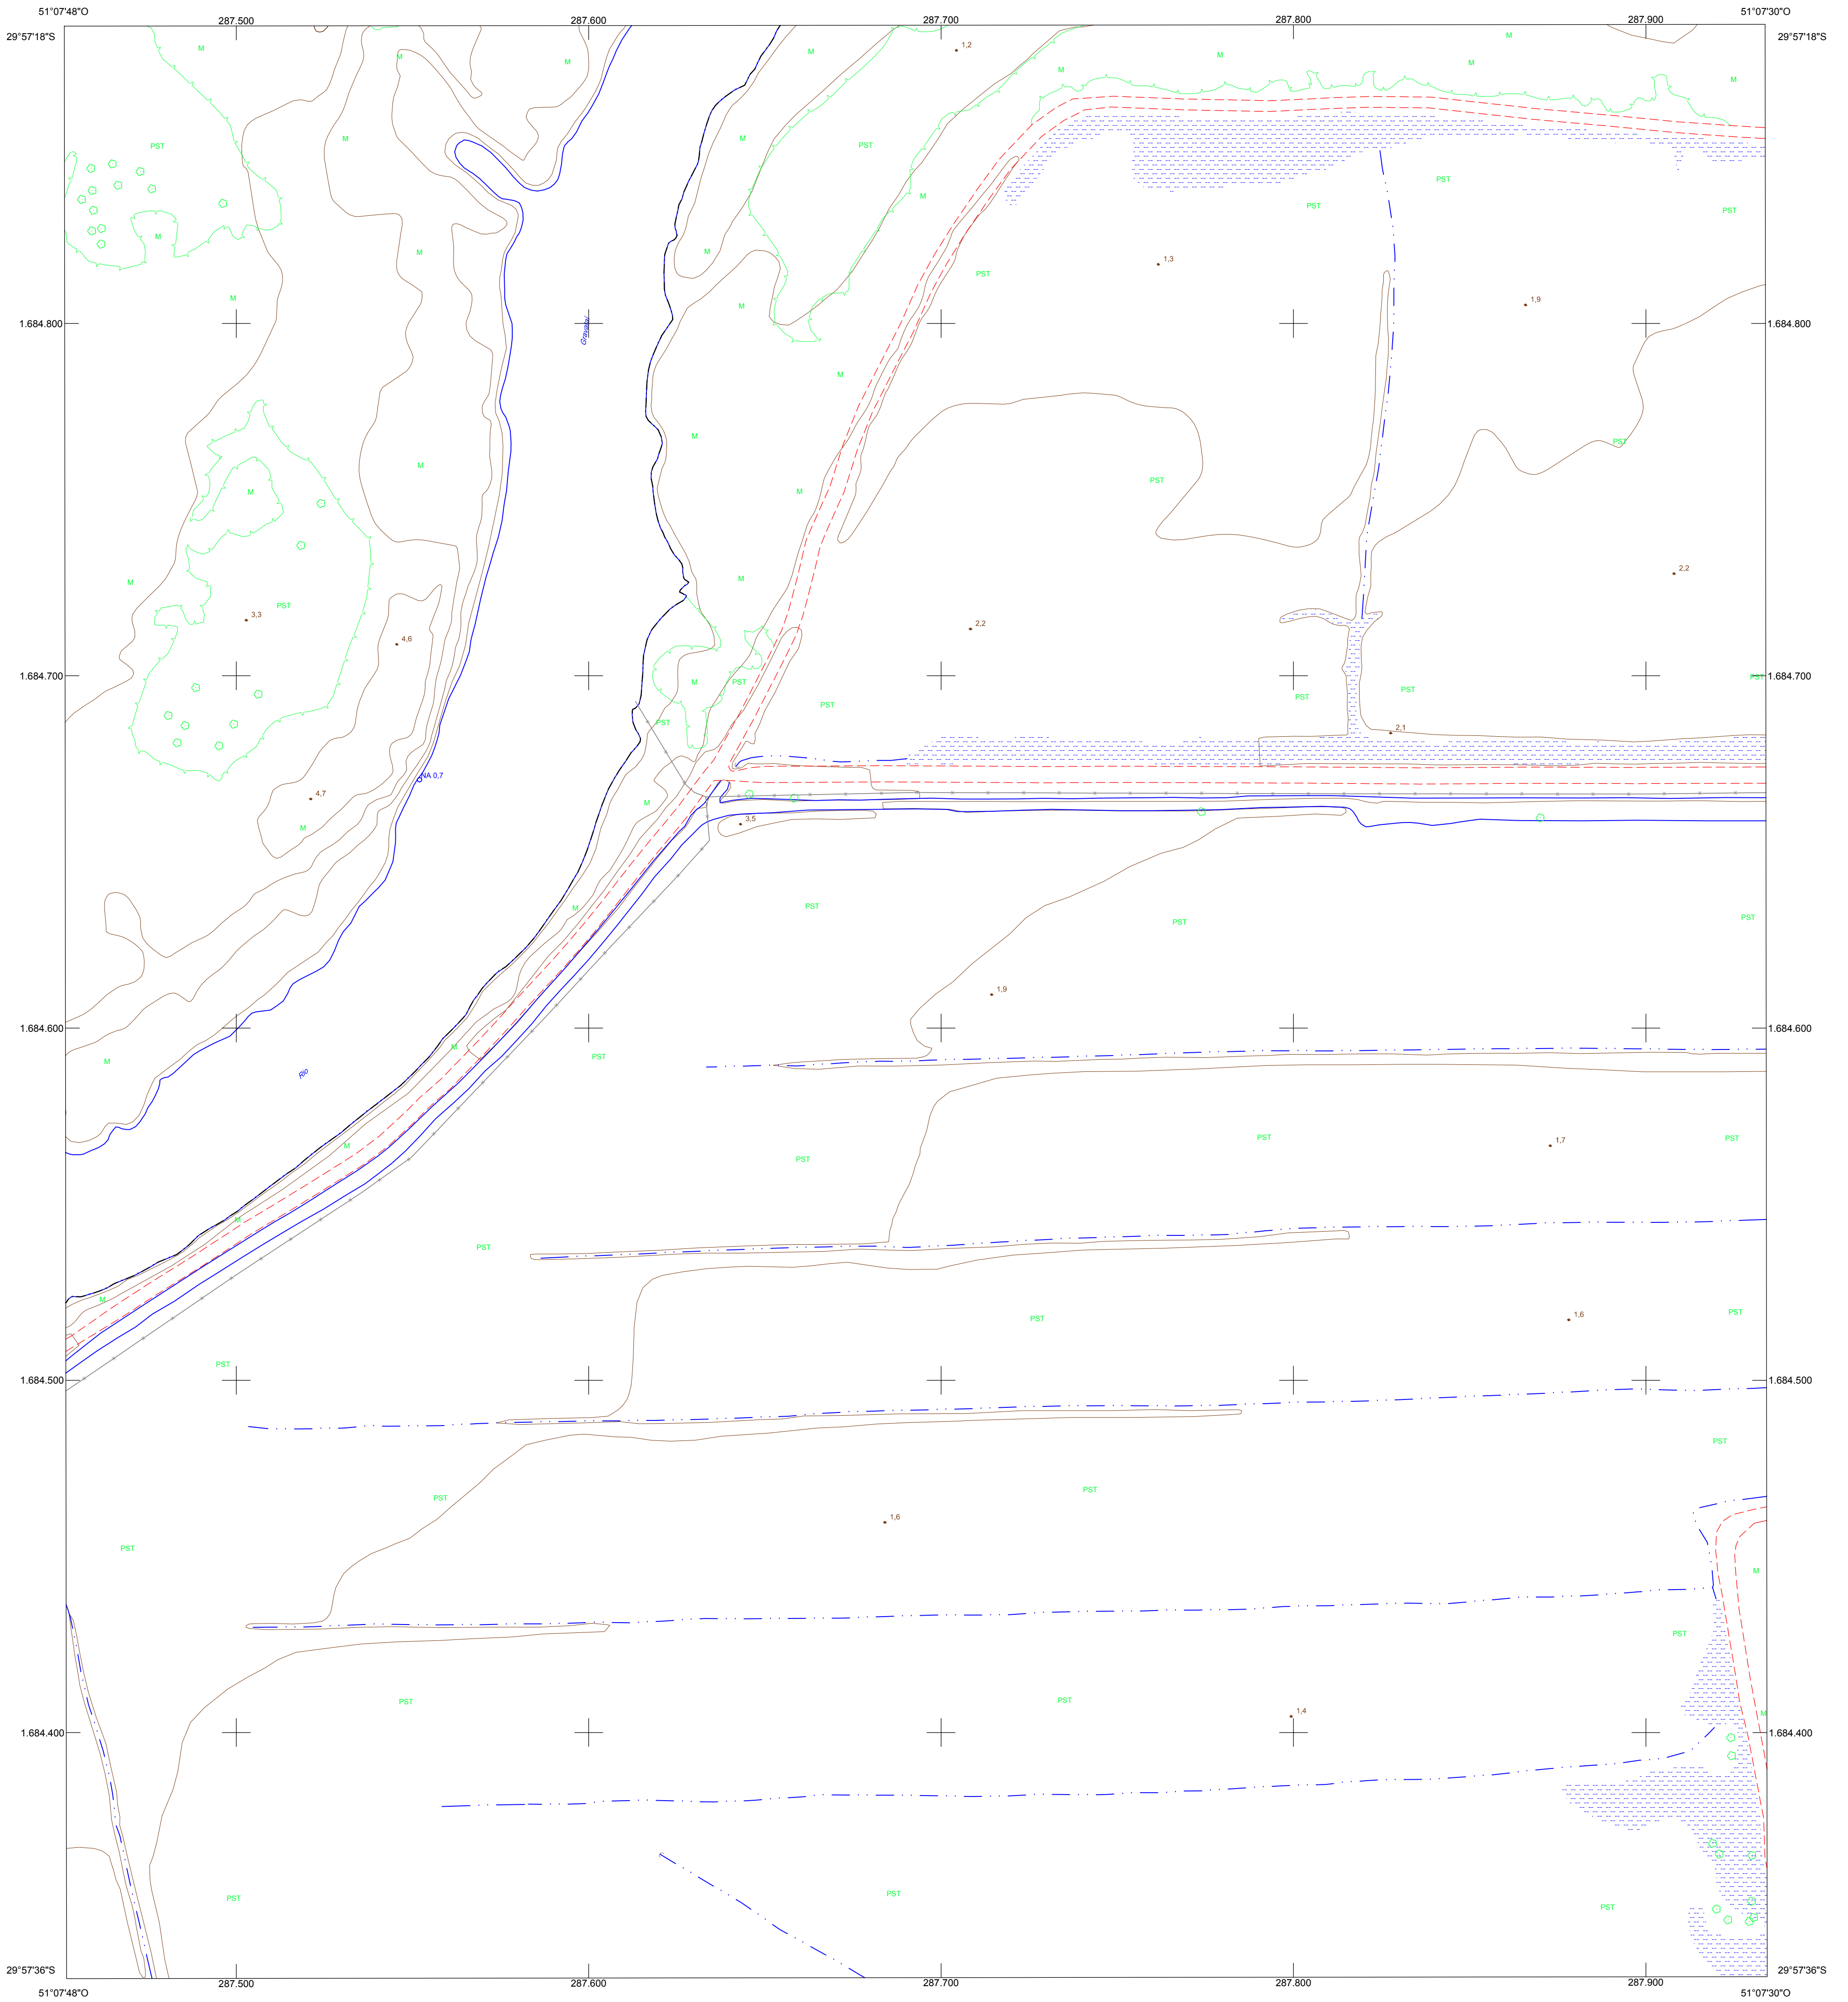 51°07'48"O
287.500
287.600
287.700
287.800
287.900
51°07'30"O
29°57'18"S
29°57'18"S
M
M
M
M
1,2
M
M
M
M
M
M
M
PST
M
PST
PST
M
PST
PST
M
M
M
PST
1,3
M
M
1,9
1.684.800
Gravataí
1.684.800
M
M
PST
M
M
M
PST
M
M
2,2
PST
3,3
2,2
4,6
1.684.700
M
PST
PST
1.684.700
PST
PST
PST
PST
2,1
NA 0,7
4,7
M
3,5
M
PST
M
PST
PST
1,9
1.684.600
1.684.600
M
PST
M
Rio
PST
PST
1,7
M
PST
M
PST
M
PST
1,6
PST
PST
1.684.500
1.684.500
PST
PST
PST
1,6
PST
M
PST
PST
PST
1,4
M
1.684.400
1.684.400
PST
PST
PST
29°57'36"S
29°57'36"S
51°07'48"O
287.500
287.600
287.700
287.800
287.900
51°07'30"O